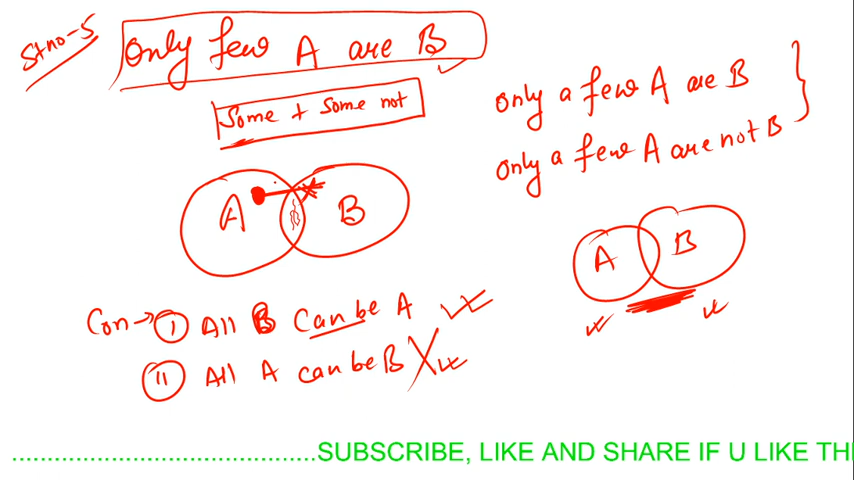 Stno-5
Only few A are B
Some + Some not
only a few A are B
only a few A are not B
A B
A B
Con → I All B Can be A
II All A can be B
............................................SUBSCRIBE, LIKE AND SHARE IF U LIKE THI